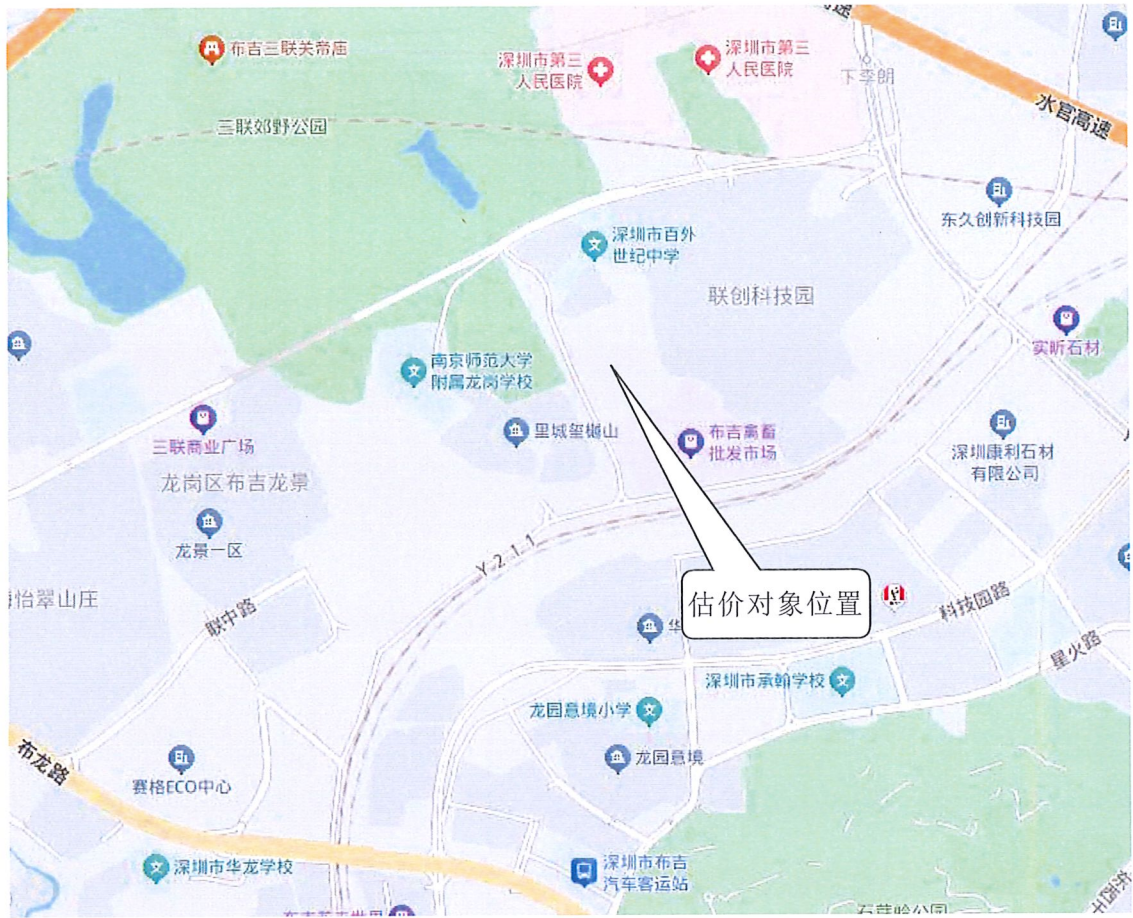 布吉三联关帝庙
深圳市第三
人民医院
深圳市第三
人民医院
下李朗
水官高速
三联郊野公园
东久创新科技园
深圳市百外
世纪中学
联创科技园
实昕石材
南京师范大学
附属龙岗学校
三联商业广场
里城玺樾山
布吉禽畜
批发市场
深圳康利石材
有限公司
龙岗区布吉龙景
龙景一区
Y211
怡翠山庄
联中路
估价对象位置
科技园路
华
星火路
深圳市承翰学校
龙园意境小学
龙园意境
布龙路
赛格ECO中心
深圳市华龙学校
深圳市布吉
汽车客运站
石芽岭公园